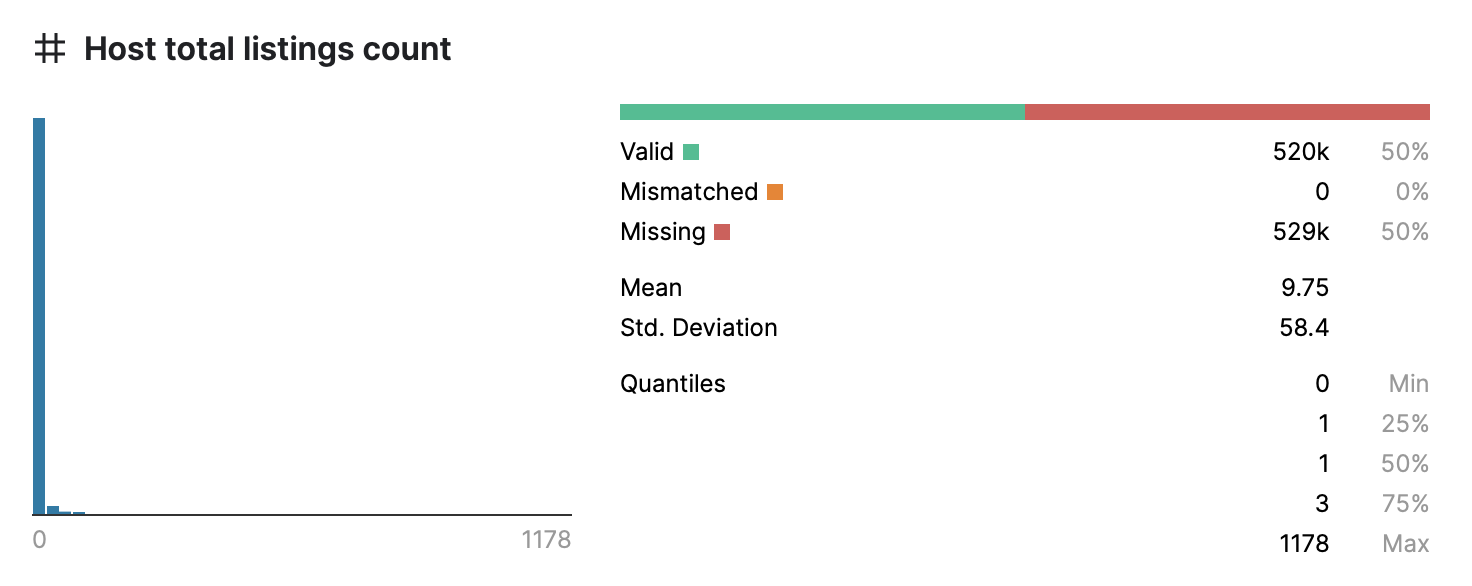 Host total listings count
0 1178
Valid 520k 50%
Mismatched 0 0%
Missing 529k 50%
Mean 9.75
Std. Deviation 58.4
Quantiles 0 Min
1 25%
1 50%
3 75%
1178 Max